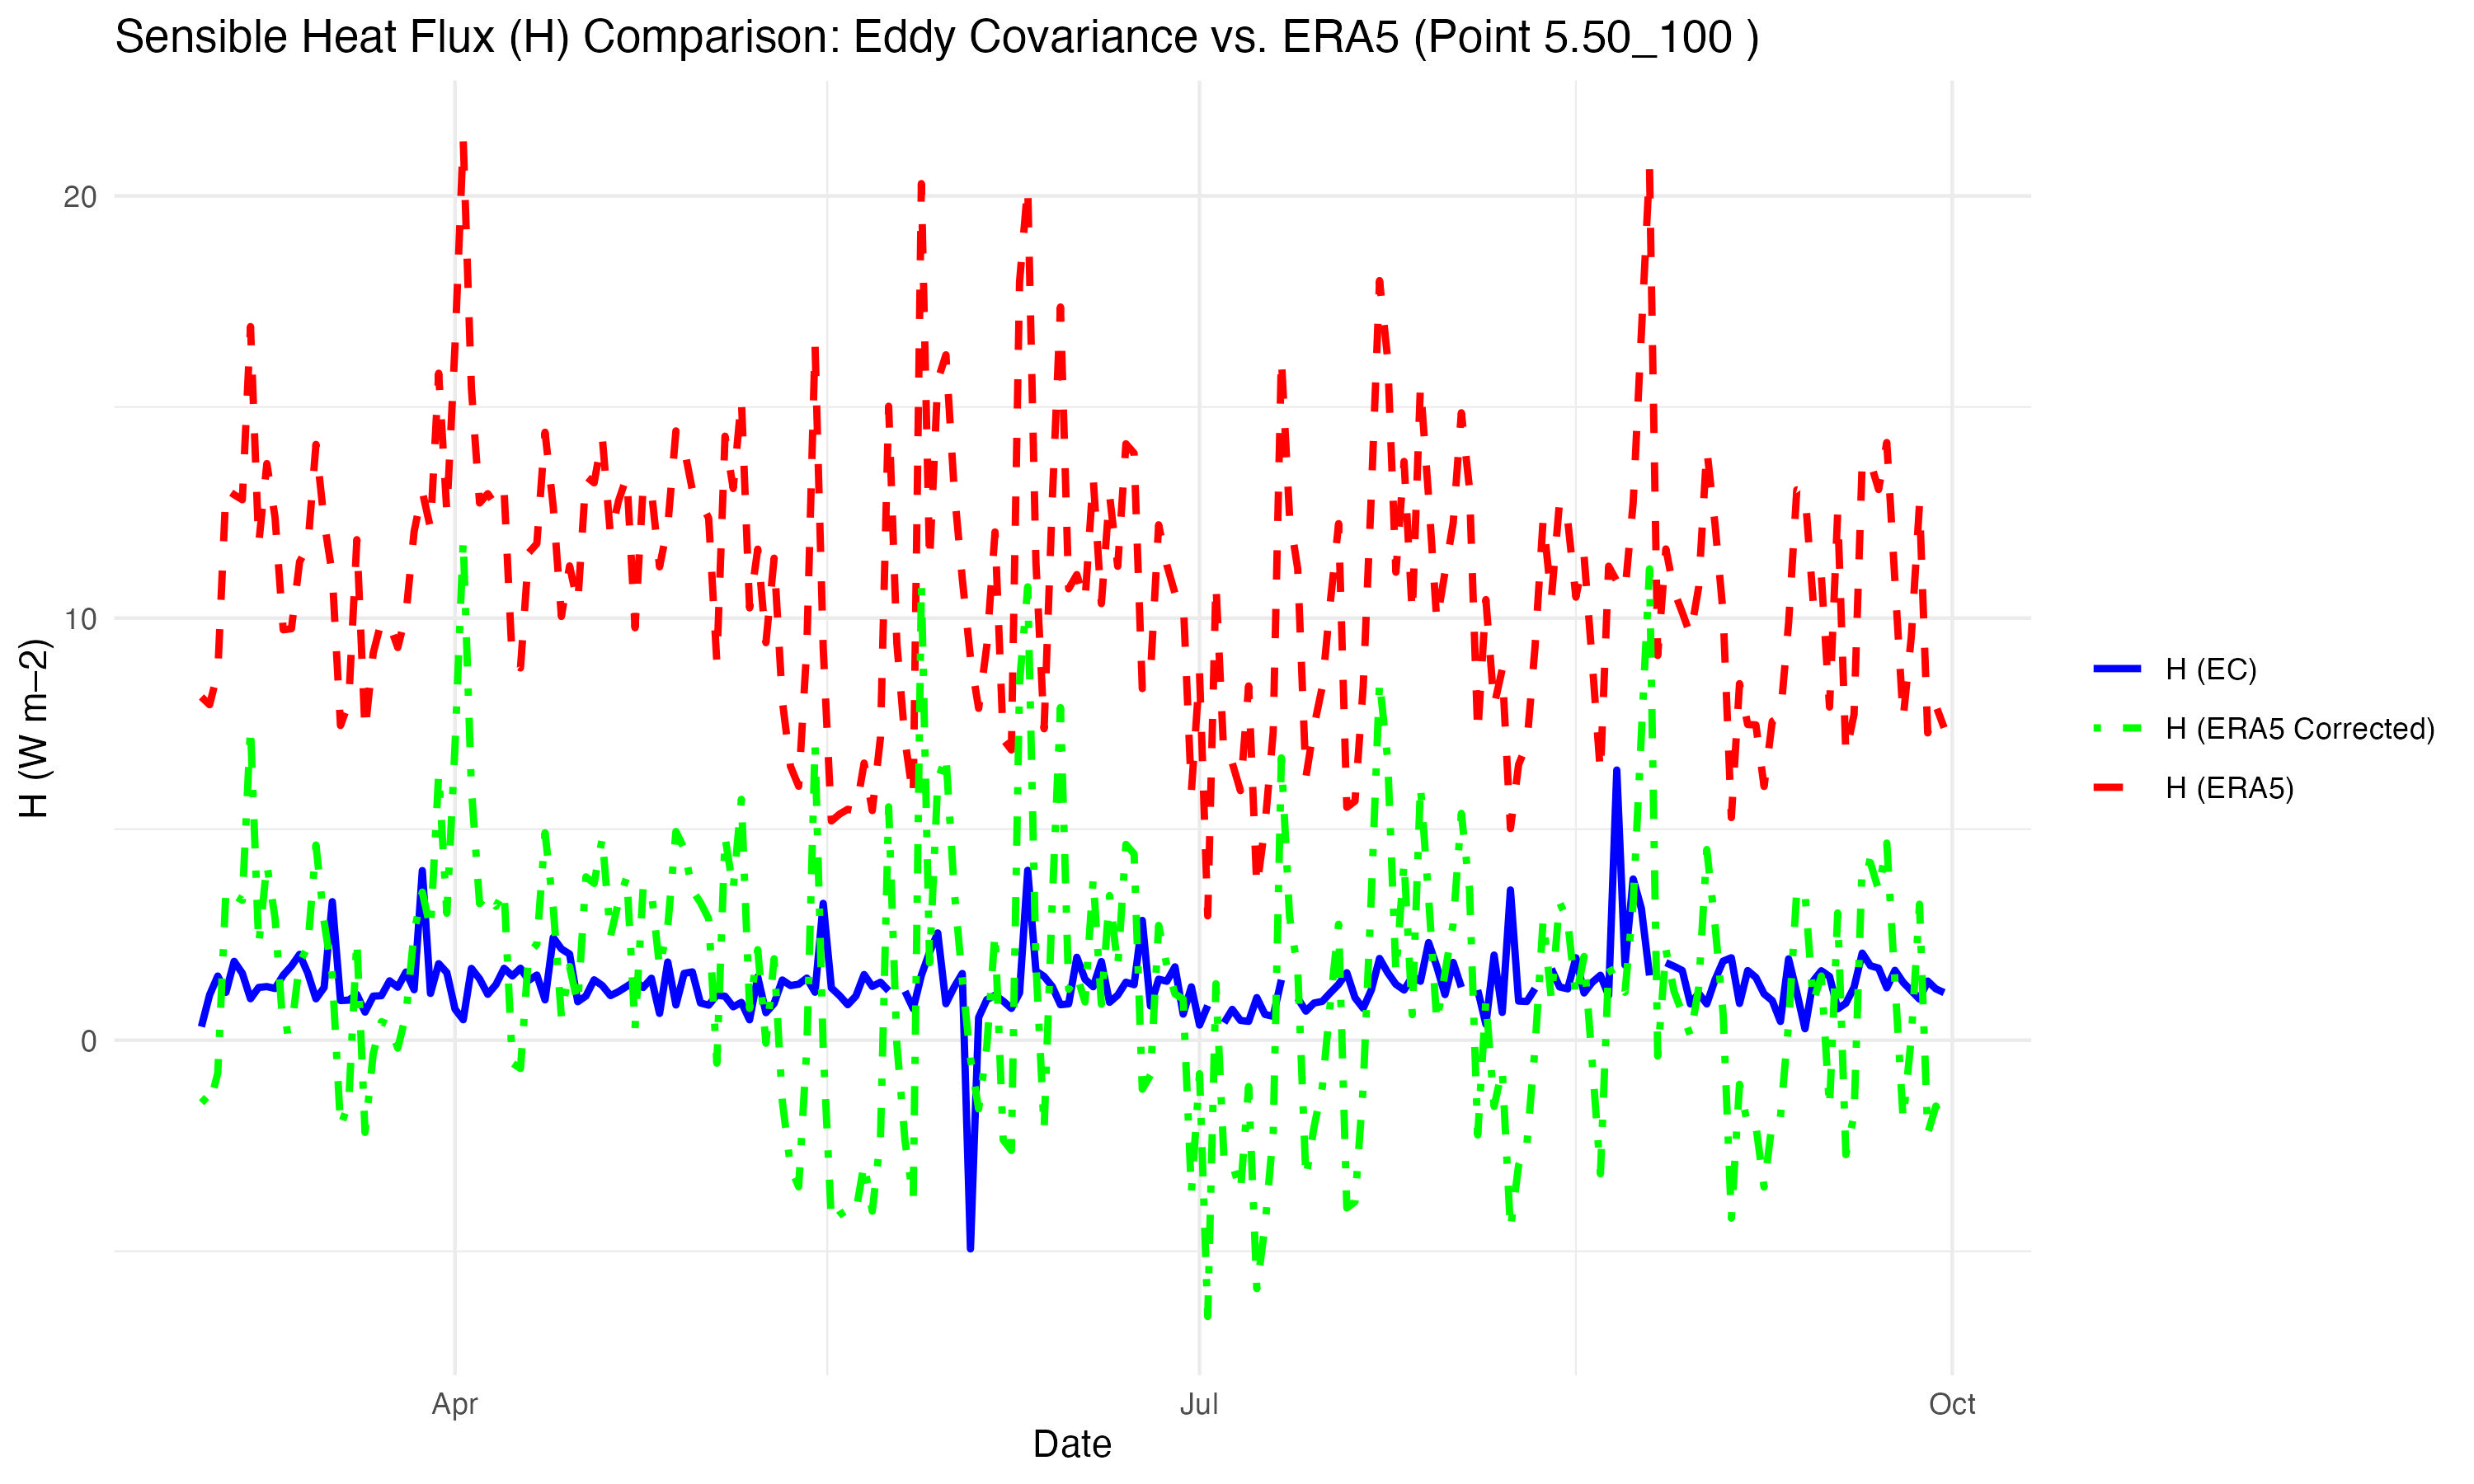 Sensible Heat Flux (H) Comparison: Eddy Covariance vs. ERA5 (Point 5.50_100 )
20
10
0
H (W m−2)
Apr
Jul
Oct
Date
H (EC)
H (ERA5 Corrected)
H (ERA5)